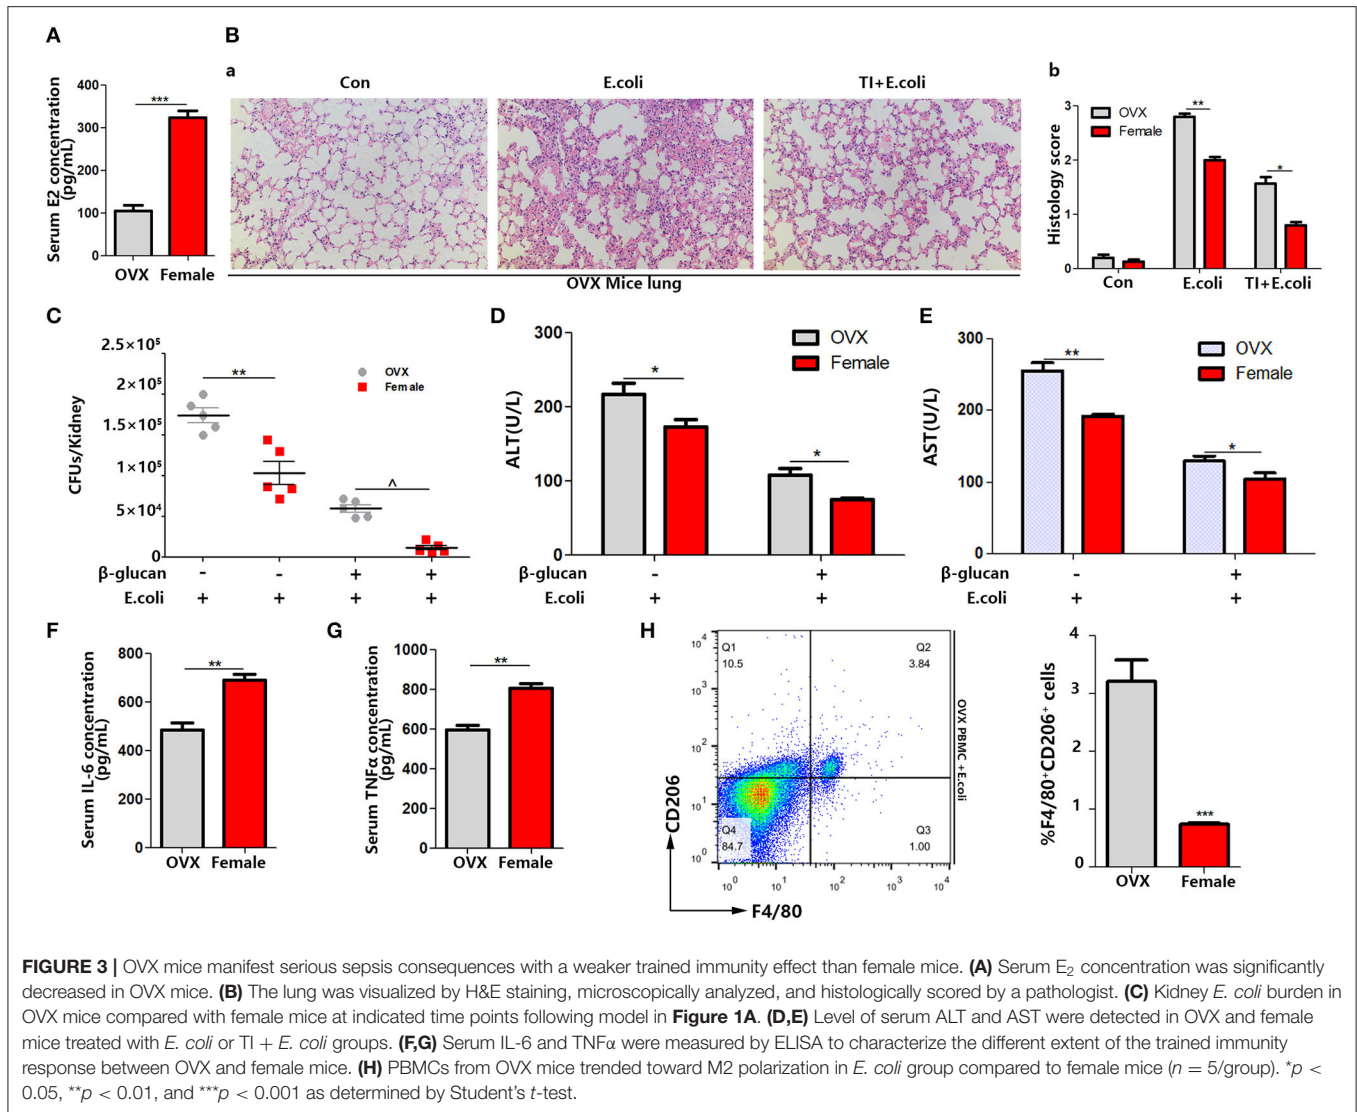 A
Serum E2 concentration
(pg/mL)
400
300
200
100
0
***
OVX Female
B
a
Con
E.coli
TI+E.coli
OVX Mice lung
b
Histology score
3
2
1
0
OVX
Female
**
*
Con E.coli TI+E.coli
C
CFUs/Kidney
2.5×10⁵
2×10⁵
1.5×10⁵
1×10⁵
5×10⁴
0
OVX
Female
**
^
β-glucan - - + +
E.coli + + + +
D
ALT(U/L)
300
200
100
0
OVX
Female
*
*
β-glucan - +
E.coli + +
E
AST(U/L)
300
200
100
0
OVX
Female
**
*
β-glucan - +
E.coli + +
F
Serum IL-6 concentration
(pg/mL)
800
600
400
200
0
**
OVX Female
G
Serum TNFα concentration
(pg/mL)
1000
800
600
400
200
0
**
OVX Female
H
CD206
10⁴
10³
10²
10¹
10⁰
Q1
10.5
Q2
3.84
Q4
84.7
Q3
1.00
10⁰ 10¹ 10² 10³ 10⁴
F4/80
OVX PBMC +E.coli
%F4/80⁺CD206⁺ cells
4
3
2
1
0
***
OVX Female
FIGURE 3 | OVX mice manifest serious sepsis consequences with a weaker trained immunity effect than female mice. (A) Serum E₂ concentration was significantly
decreased in OVX mice. (B) The lung was visualized by H&E staining, microscopically analyzed, and histologically scored by a pathologist. (C) Kidney E. coli burden in
OVX mice compared with female mice at indicated time points following model in Figure 1A. (D,E) Level of serum ALT and AST were detected in OVX and female
mice treated with E. coli or TI + E. coli groups. (F,G) Serum IL-6 and TNFα were measured by ELISA to characterize the different extent of the trained immunity
response between OVX and female mice. (H) PBMCs from OVX mice trended toward M2 polarization in E. coli group compared to female mice (n = 5/group). *p <
0.05, **p < 0.01, and ***p < 0.001 as determined by Student's t-test.